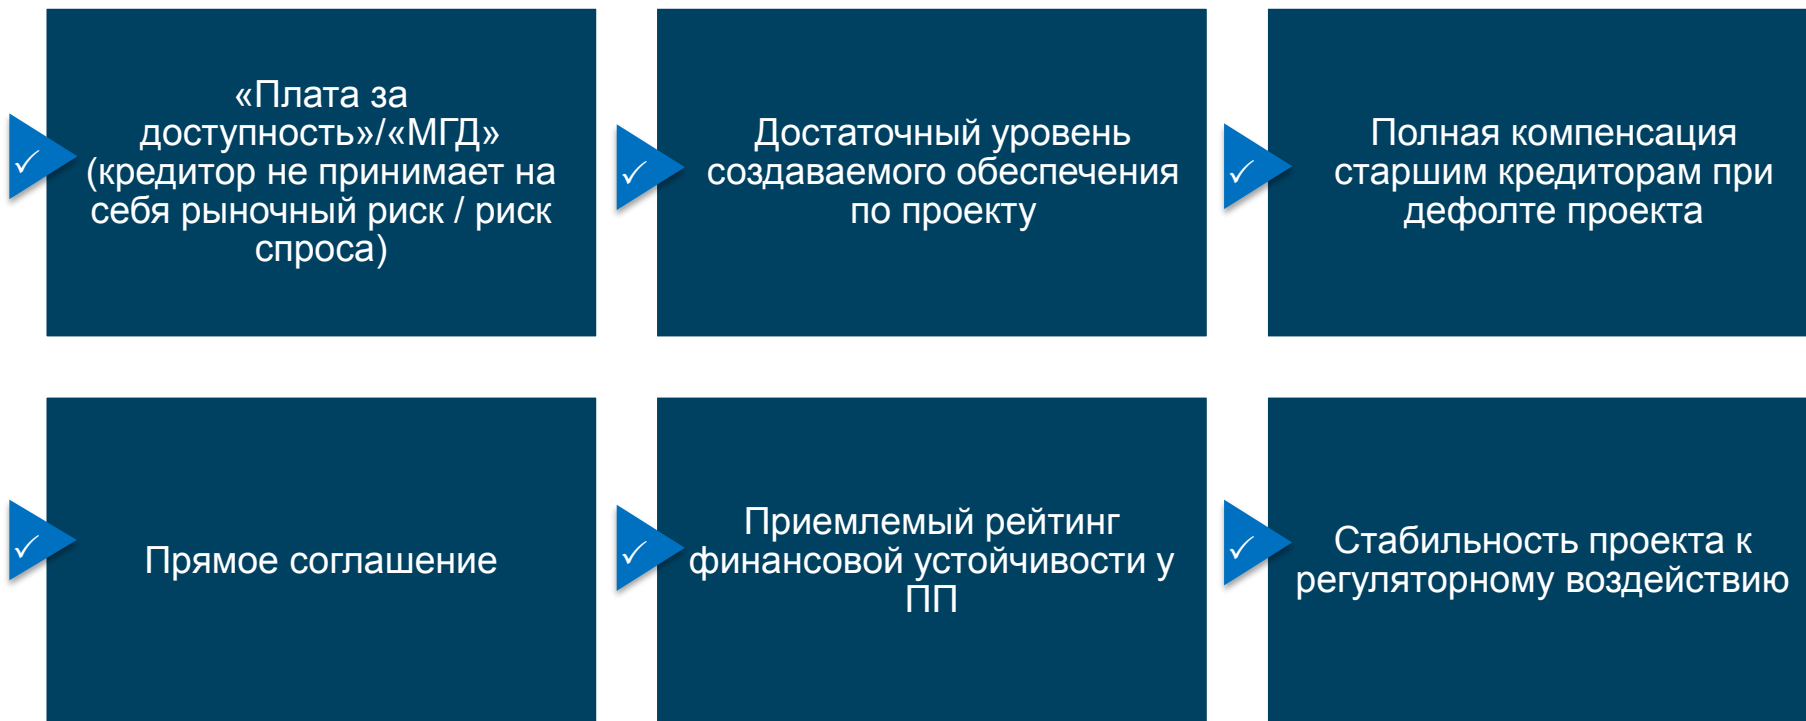 «Плата за
доступность»/«МГД»
(кредитор не принимает на
себя рыночный риск / риск
спроса)
Достаточный уровень
создаваемого обеспечения
по проекту
Полная компенсация
старшим кредиторам при
дефолте проекта
Прямое соглашение
Приемлемый рейтинг
финансовой устойчивости у
ПП
Стабильность проекта к
регуляторному воздействию